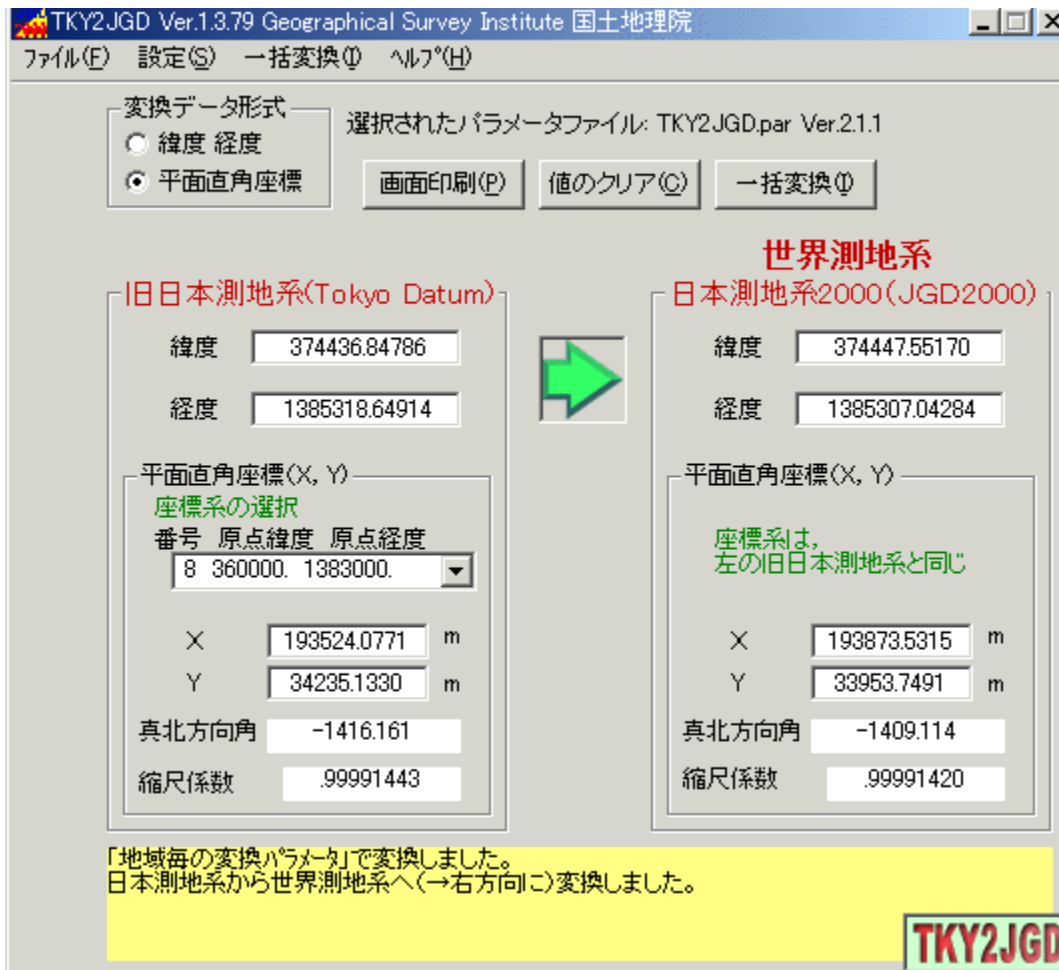 TKY2JGD Ver.1.3.79 Geographical Survey Institute 国土地理院
ファイル(F) 設定(S) 一括変換(I) ヘルプ(H)
変換データ形式
緯度 経度
平面直角座標
選択されたパラメータファイル: TKY2JGD.par Ver.2.1.1
画面印刷(P) 値のクリア(C) 一括変換(I)
世界測地系
旧日本測地系(Tokyo Datum)
日本測地系2000(JGD2000)
緯度 374436.84786
緯度 374447.55170
経度 1385318.64914
経度 1385307.04284
平面直角座標(X, Y)
座標系の選択
番号 原点緯度 原点経度
8 360000. 1383000.
X 193524.0771 m
Y 34235.1330 m
真北方向角 -1416.161
縮尺係数 .99991443
平面直角座標(X, Y)
座標系は,
左の旧日本測地系と同じ
X 193873.5315 m
Y 33953.7491 m
真北方向角 -1409.114
縮尺係数 .99991420
「地域毎の変換パラメータ」で変換しました。
日本測地系から世界測地系へ(→右方向に)変換しました。
TKY2JGD